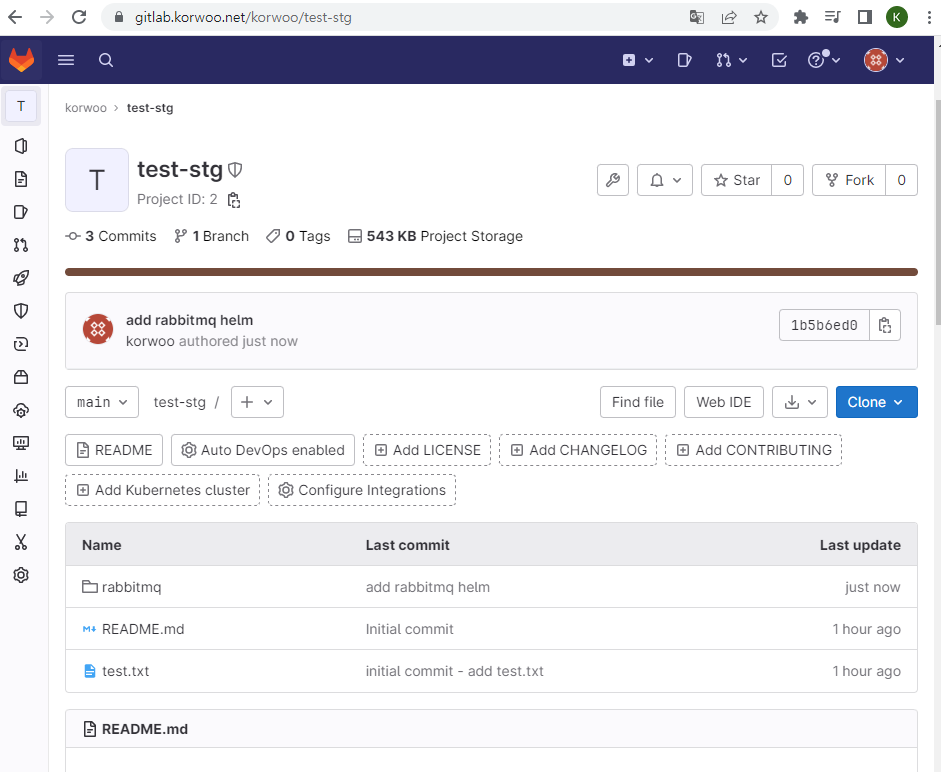 gitlab.korwoo.net/korwoo/test-stg
K
T
korwoo > test-stg
T
test-stg
Project ID: 2
Star 0
Fork 0
3 Commits 1 Branch 0 Tags 543 KB Project Storage
add rabbitmq helm
korwoo authored just now
1b5b6ed0
main
test-stg /
Find file
Web IDE
Clone
README
Auto DevOps enabled
Add LICENSE
Add CHANGELOG
Add CONTRIBUTING
Add Kubernetes cluster
Configure Integrations
Name Last commit Last update
rabbitmq add rabbitmq helm just now
README.md Initial commit 1 hour ago
test.txt initial commit - add test.txt 1 hour ago
README.md